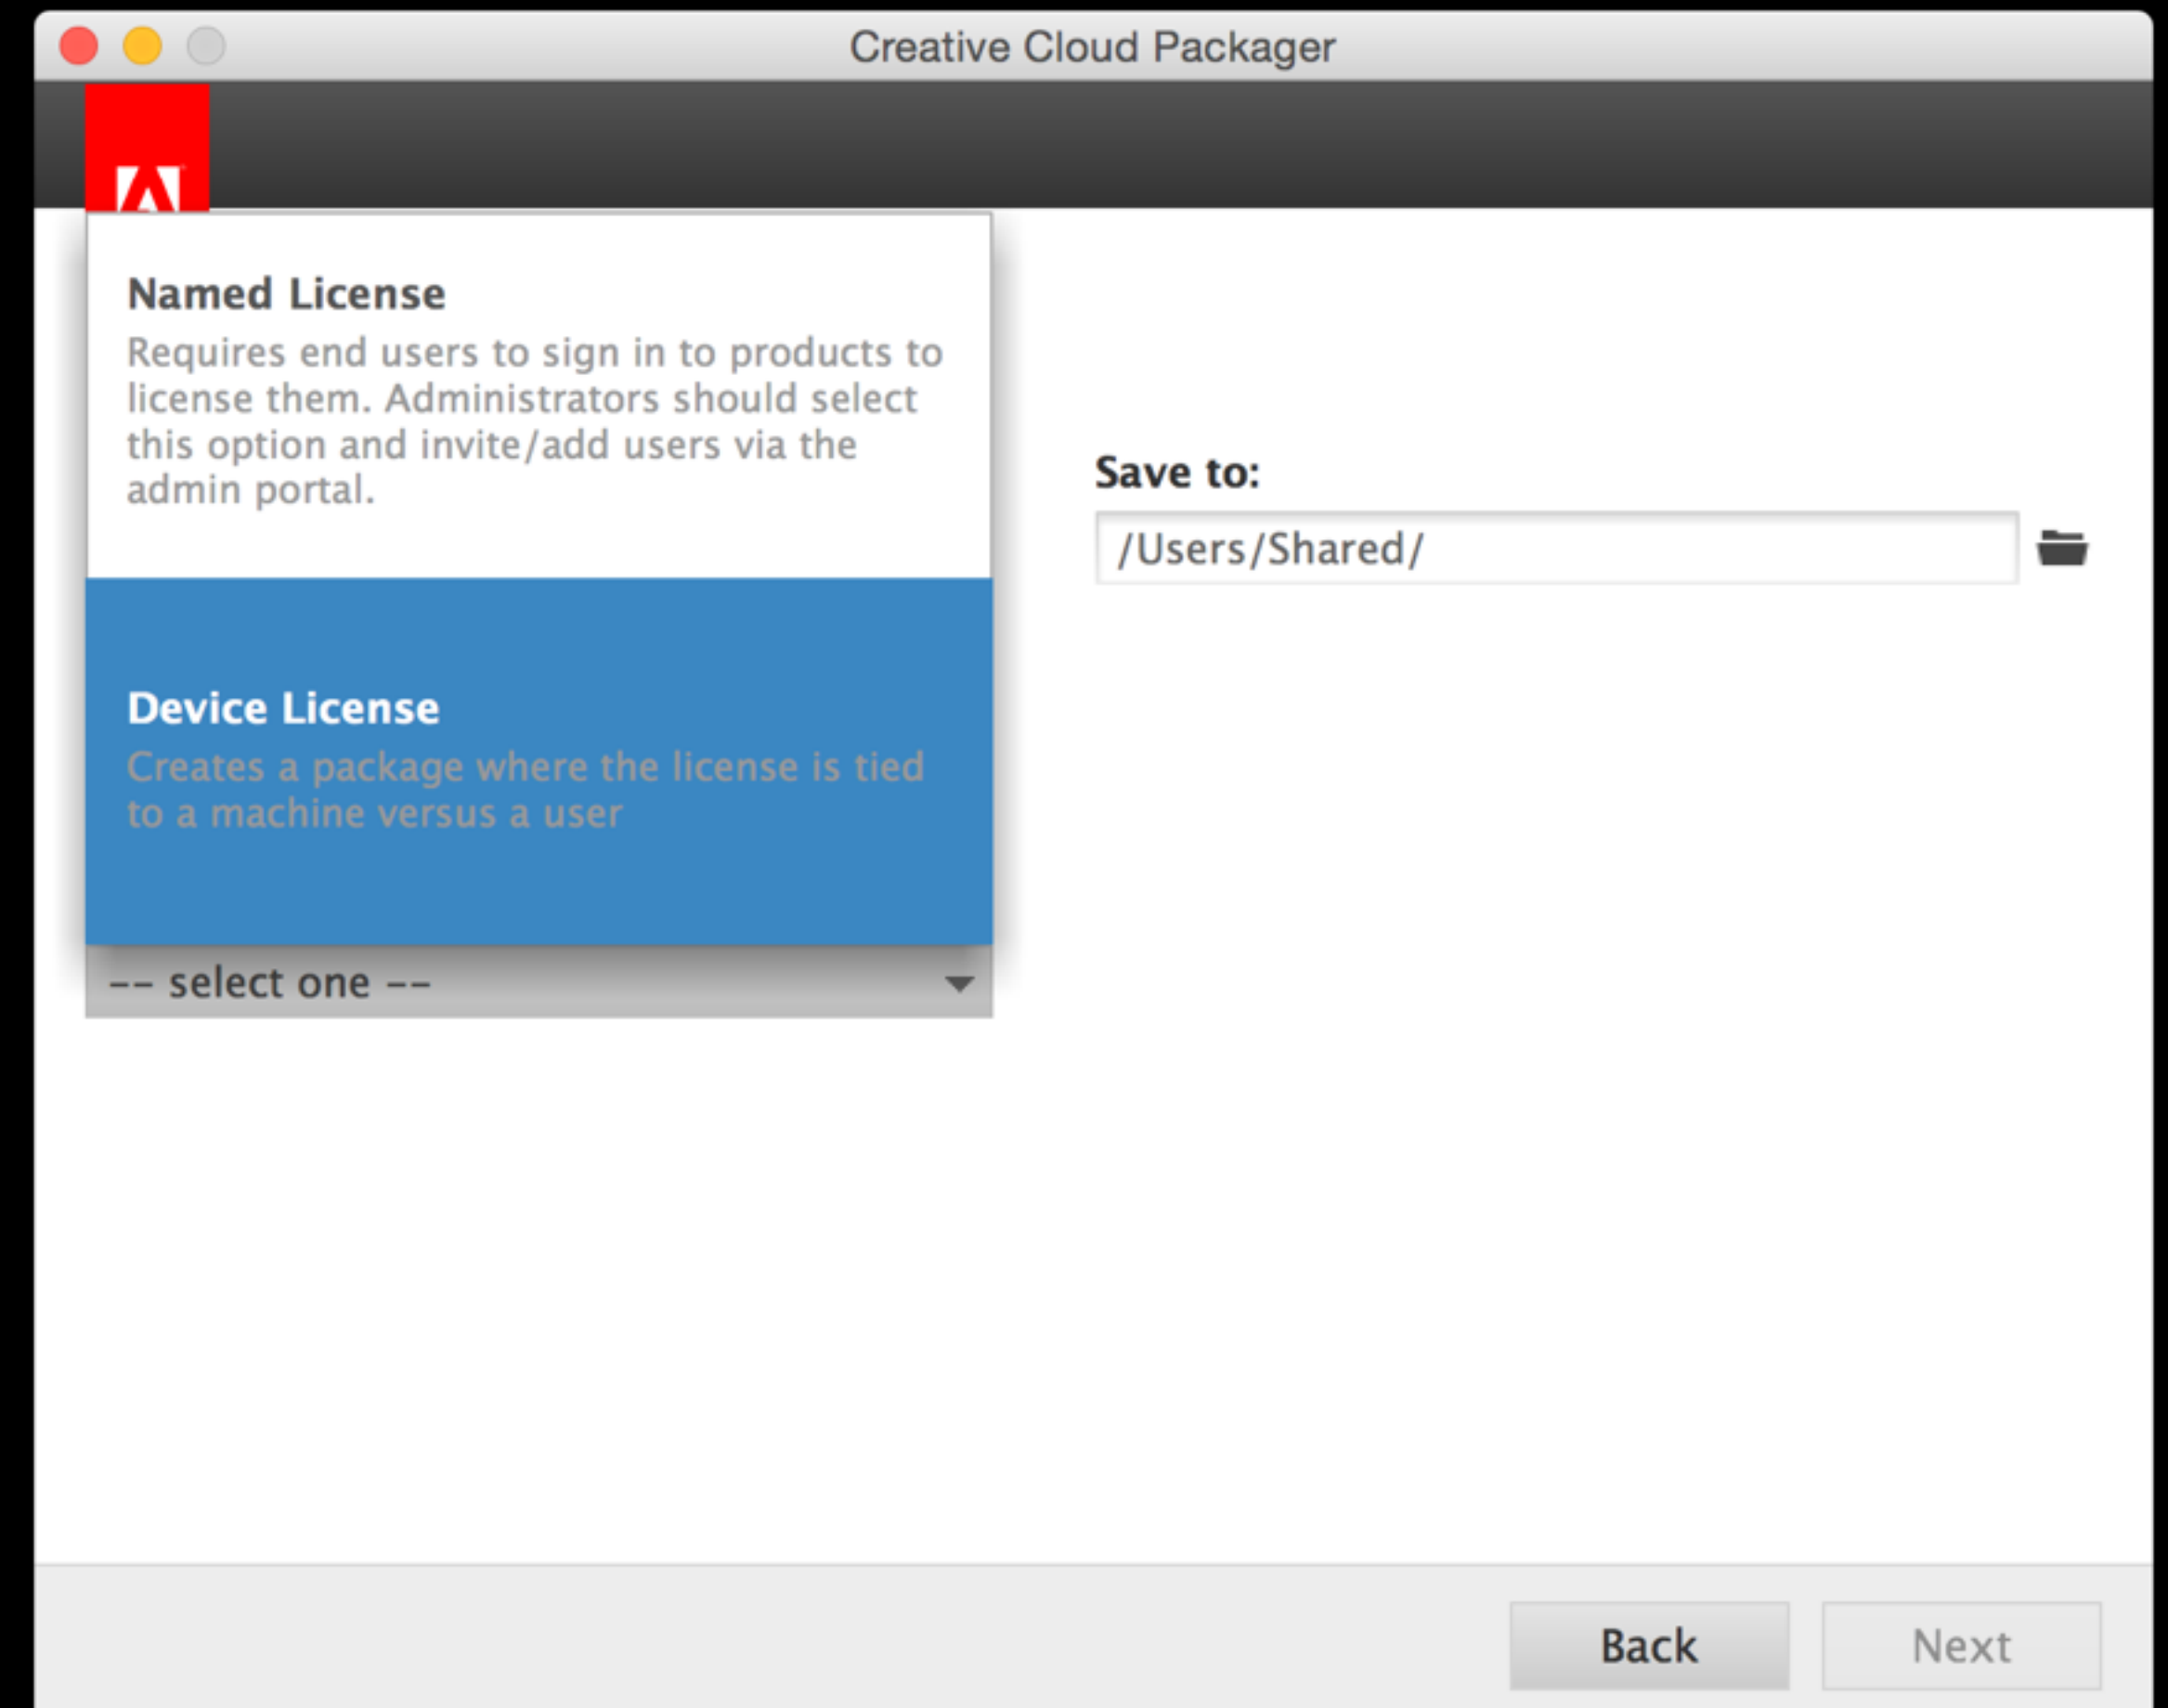 Creative Cloud Packager
Named License
Requires end users to sign in to products to
license them. Administrators should select
this option and invite/add users via the
admin portal.
Device License
Creates a package where the license is tied
to a machine versus a user
-- select one --
Save to:
/Users/Shared/
Back
Next